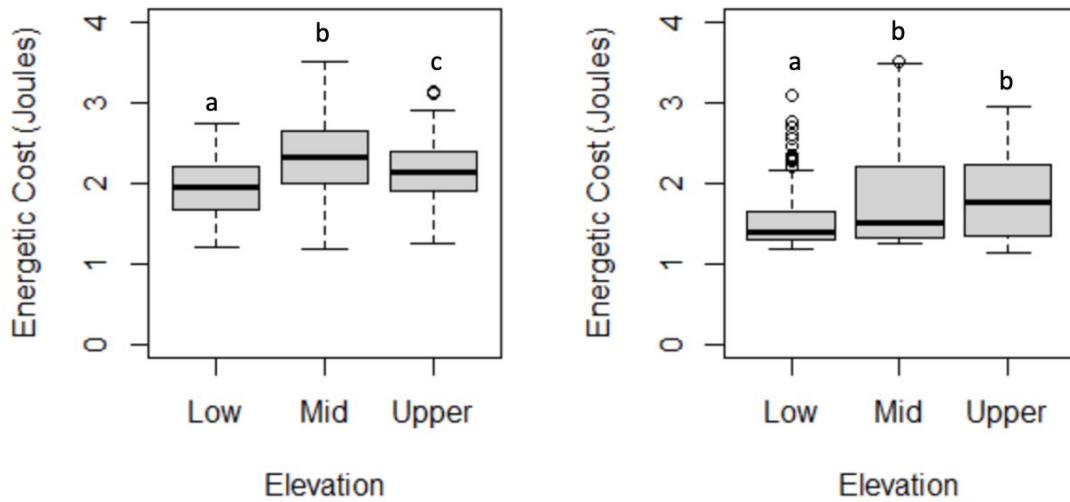 Energetic Cost (Joules)
4
3
2
1
0
a
b
c
Low Mid Upper
Elevation
Energetic Cost (Joules)
4
3
2
1
0
a
b
b
Low Mid Upper
Elevation